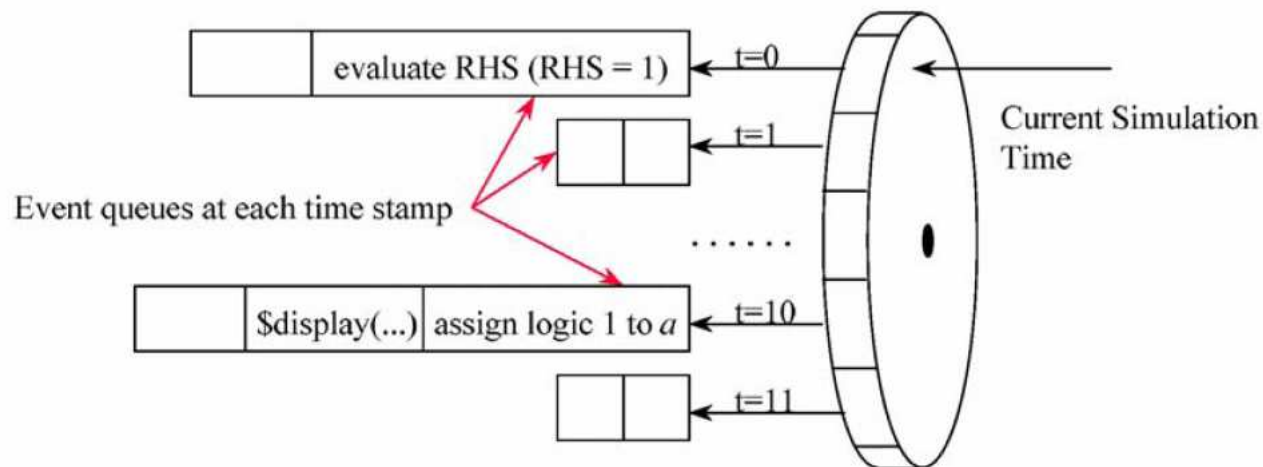 evaluate RHS (RHS = 1)
t=0
Current Simulation
Time
t=1
Event queues at each time stamp
......
$display(...)
assign logic 1 to a
t=10
t=11